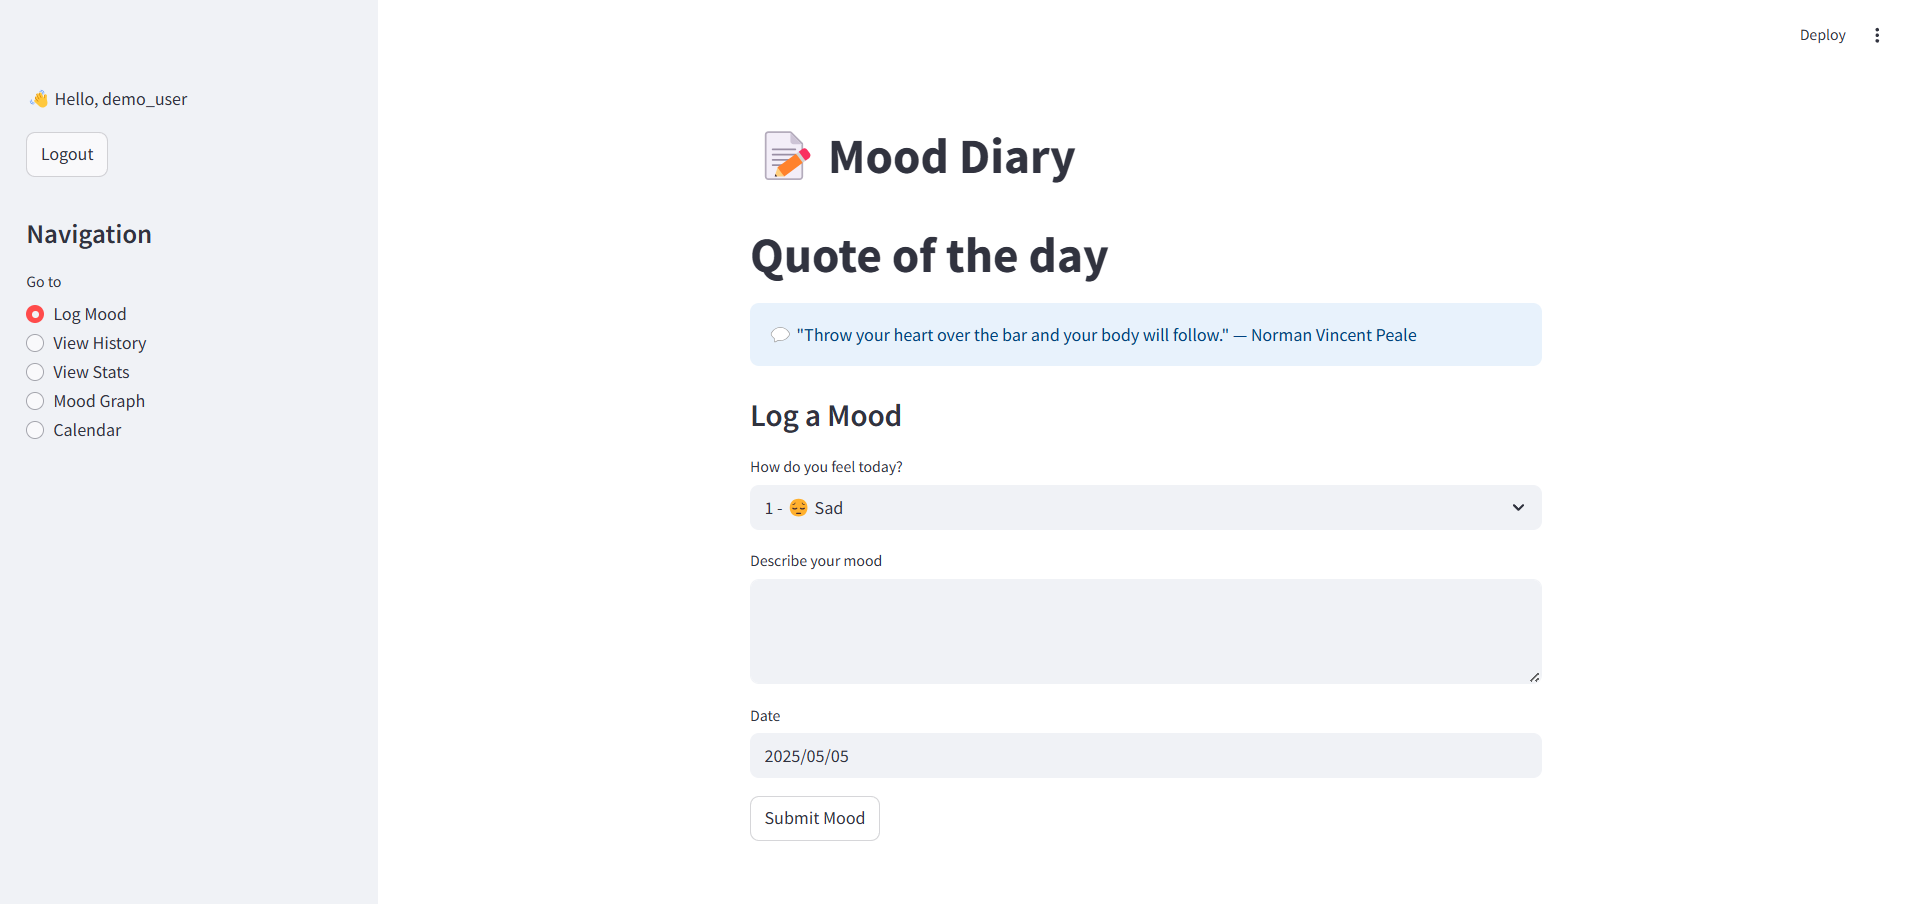 Deploy
👋 Hello, demo_user
Logout
Navigation
Go to
Log Mood
View History
View Stats
Mood Graph
Calendar
📝 Mood Diary
Quote of the day
💬 "Throw your heart over the bar and your body will follow." — Norman Vincent Peale
Log a Mood
How do you feel today?
1 - 😔 Sad
Describe your mood
Date
2025/05/05
Submit Mood